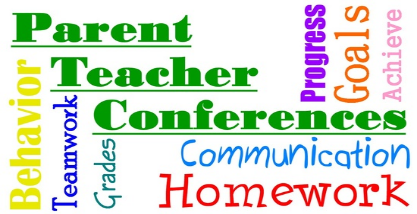 Parent
Teacher
Conferences
Behavior
Teamwork
Grades
Progress
Goals
Achieve
Communication
Homework